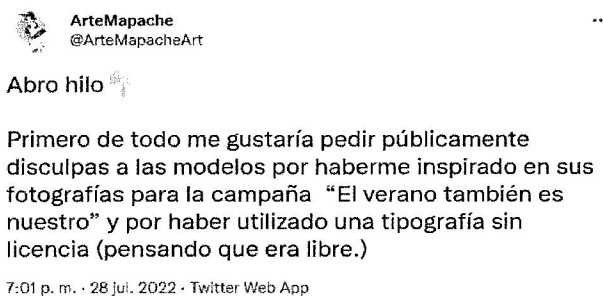 ArteMapache
@ArteMapacheArt
Abro hilo
Primero de todo me gustaría pedir públicamente
disculpas a las modelos por haberme inspirado en sus
fotografías para la campaña “El verano también es
nuestro” y por haber utilizado una tipografía sin
licencia (pensando que era libre.)
7:01 p. m. · 28 jul. 2022 · Twitter Web App